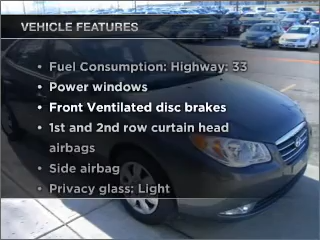 VEHICLE FEATURES
• Fuel Consumption: Highway: 33
• Power windows
• Front Ventilated disc brakes
• 1st and 2nd row curtain head
airbags
• Side airbag
• Privacy glass: Light